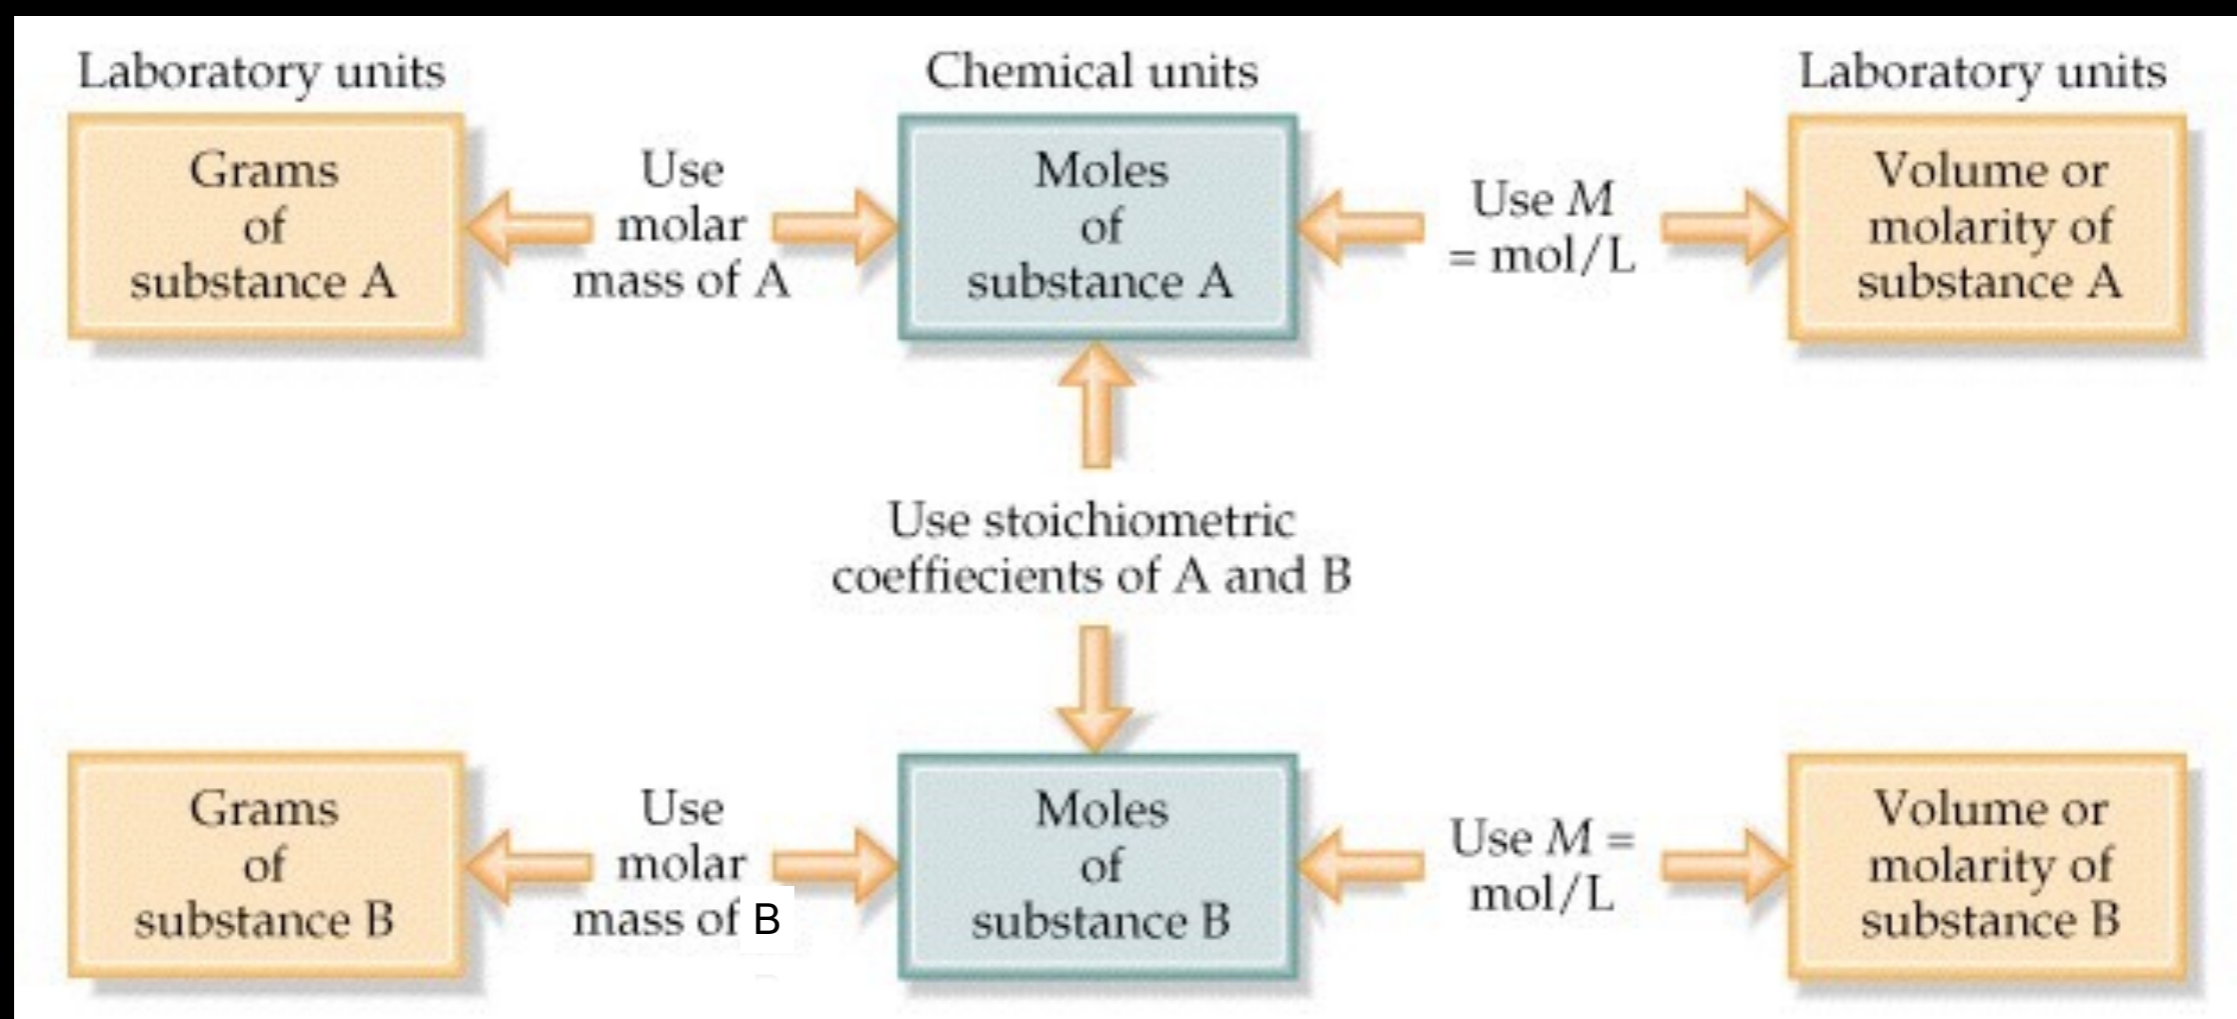 Laboratory units
Chemical units
Laboratory units
Grams
of
substance A
Use
molar
mass of A
Moles
of
substance A
Use M
= mol/L
Volume or
molarity of
substance A
Use stoichiometric
coeffiecients of A and B
Grams
of
substance B
Use
molar
mass of B
Moles
of
substance B
Use M =
mol/L
Volume or
molarity of
substance B